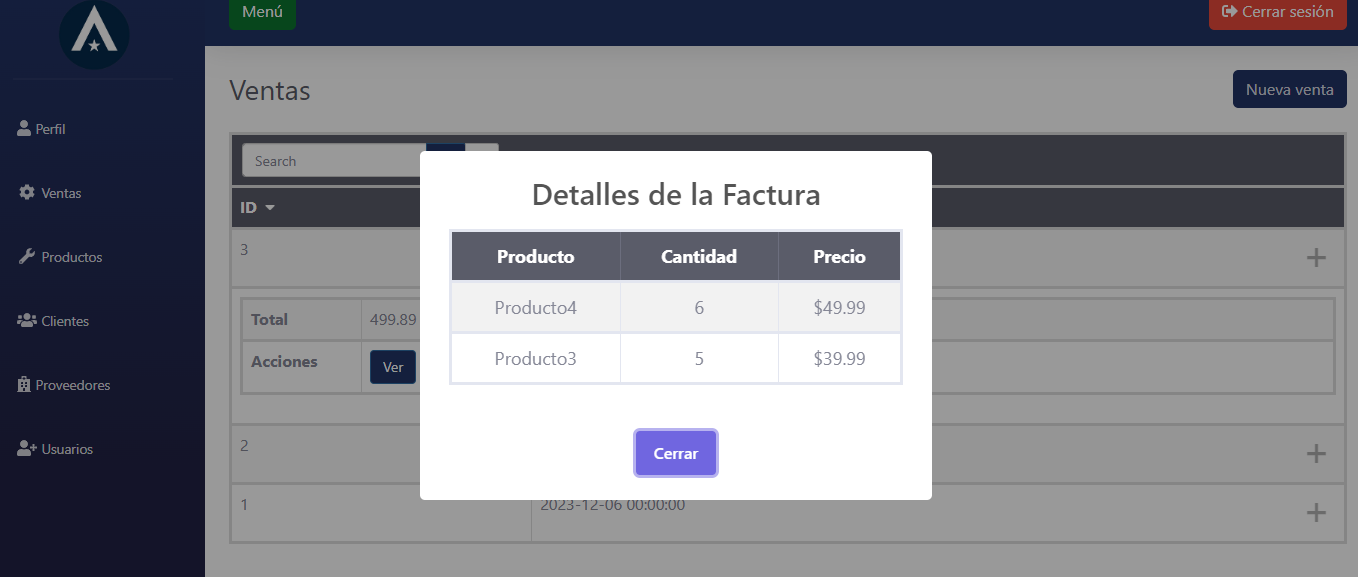 Menú
Cerrar sesión
Perfil
Ventas
Productos
Clientes
Proveedores
Usuarios
Ventas
Nueva venta
Search
ID
3
Total
499.89
Acciones
Ver
2
1
2023-12-06 00:00:00
Detalles de la Factura
Producto Cantidad Precio
Producto4 6 $49.99
Producto3 5 $39.99
Cerrar